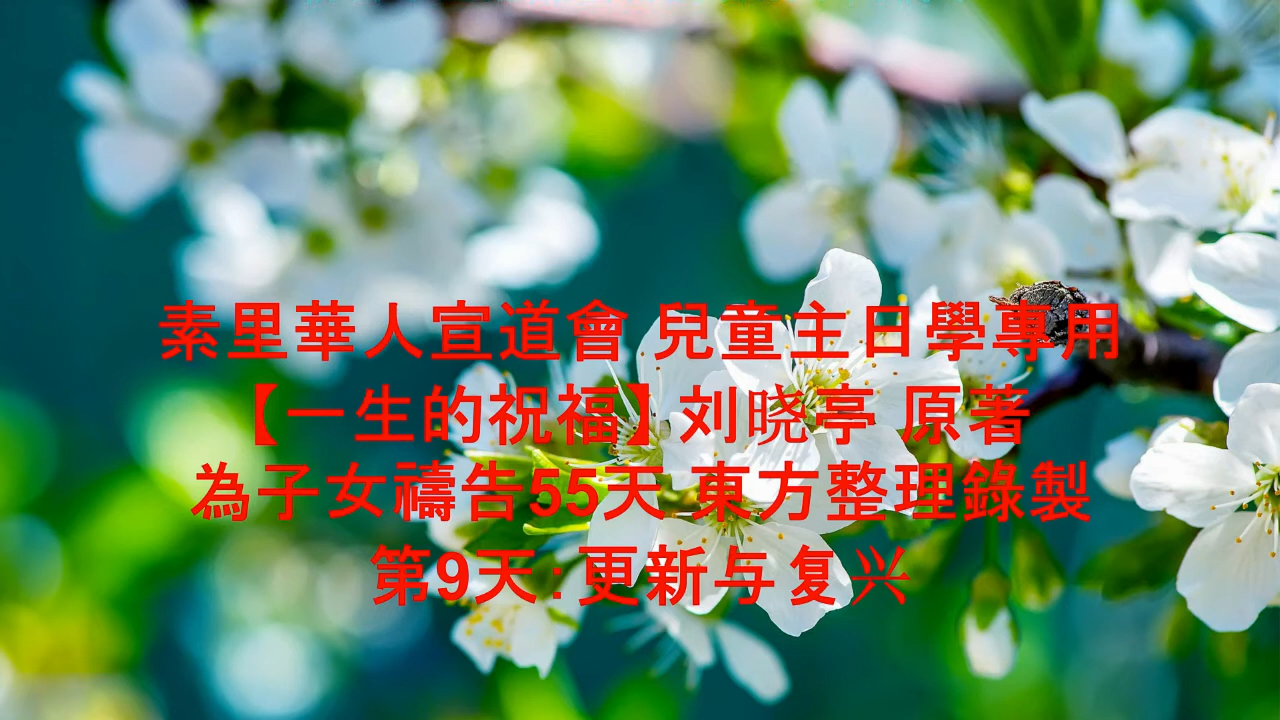 素里華人宣道會 兒童主日學專用
【一生的祝福】刘晓亭 原著
為子女禱告55天 東方整理錄製
第9天:更新与复兴